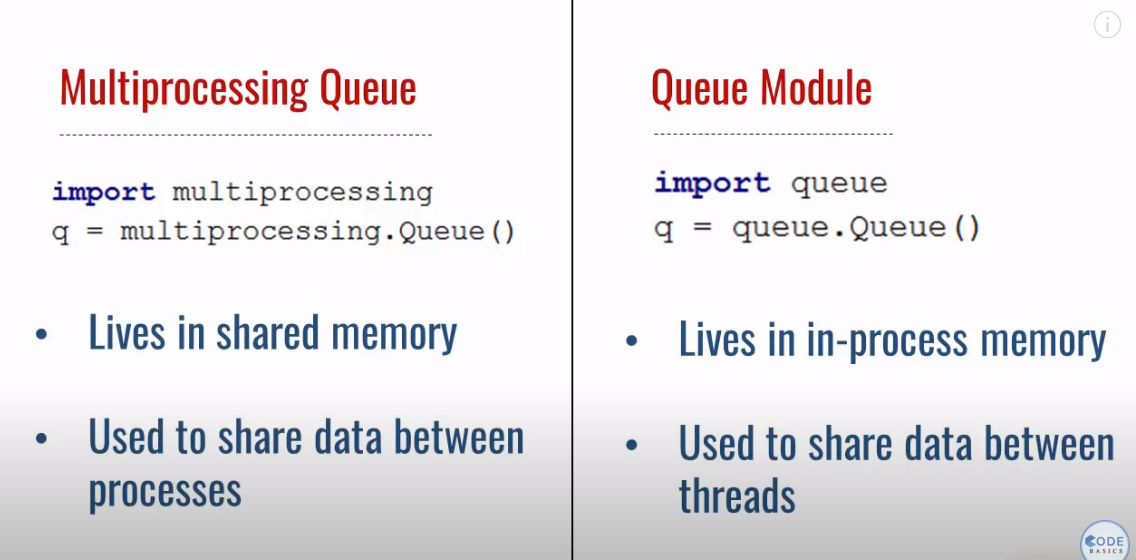 Multiprocessing Queue
import multiprocessing
q = multiprocessing.Queue()
• Lives in shared memory
• Used to share data between
processes
Queue Module
import queue
q = queue.Queue()
• Lives in in-process memory
• Used to share data between
threads
CODE
BASICS